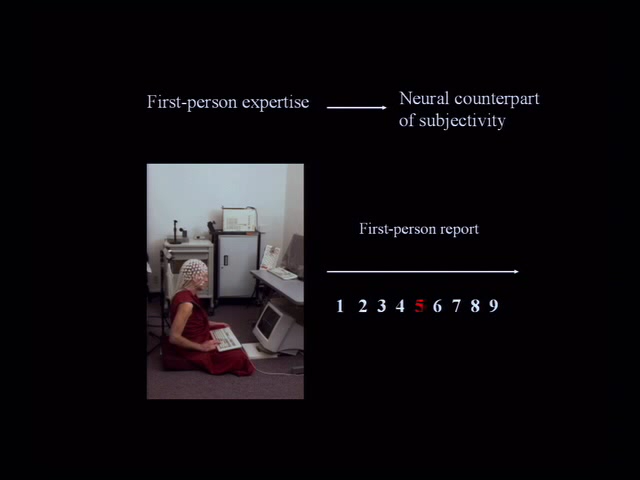 First-person expertise
Neural counterpart
of subjectivity
First-person report
1 2 3 4 5 6 7 8 9